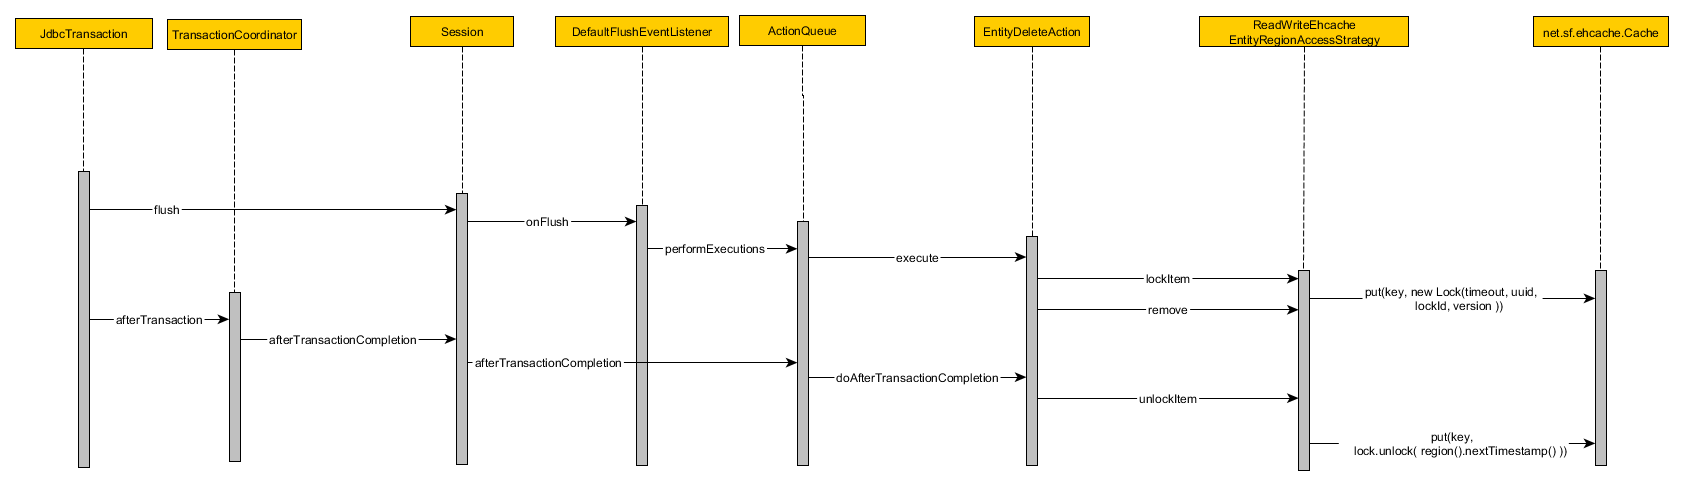 JdbcTransaction
TransactionCoordinator
Session
DefaultFlushEventListener
ActionQueue
EntityDeleteAction
ReadWriteEhcache
EntityRegionAccessStrategy
net.sf.ehcache.Cache
flush
onFlush
performExecutions
execute
lockItem
put(key, new Lock(timeout, uuid,
lockId, version ))
remove
afterTransaction
afterTransactionCompletion
afterTransactionCompletion
doAfterTransactionCompletion
unlockItem
put(key,
lock.unlock( region().nextTimestamp() ))